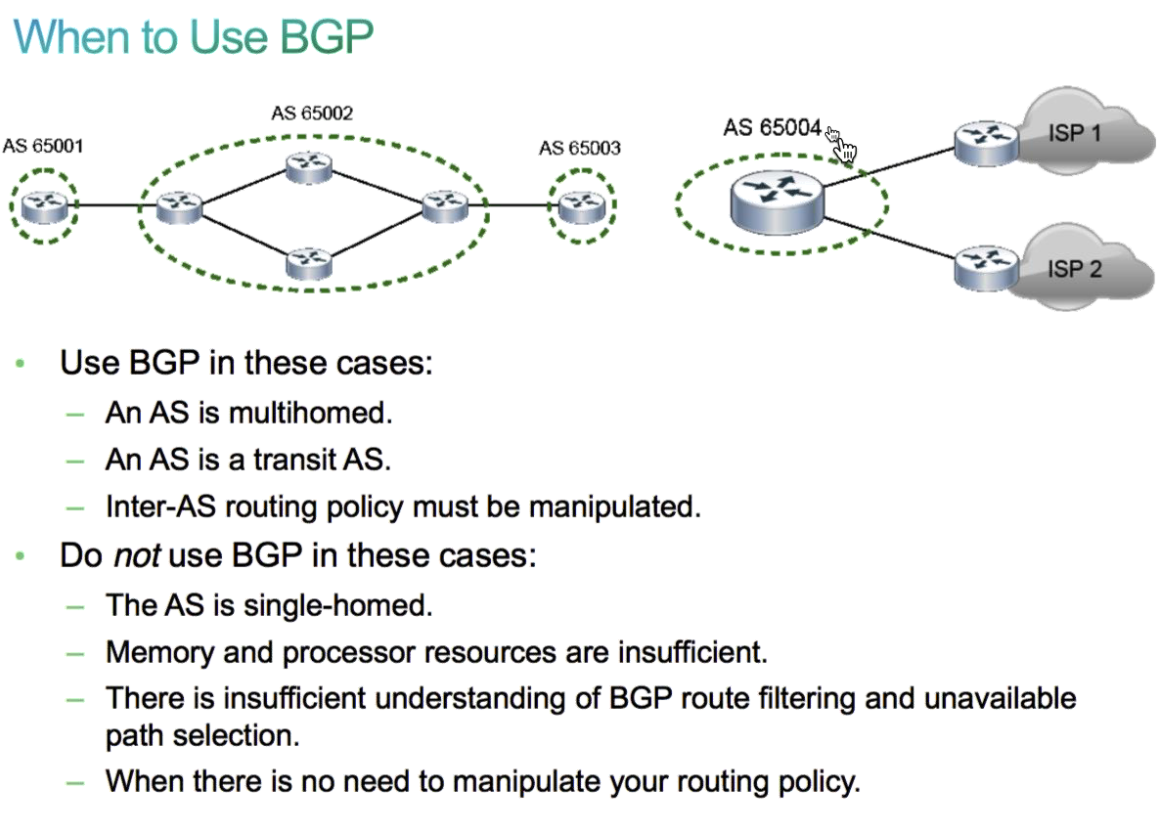 When to Use BGP
AS 65001
AS 65002
AS 65003
AS 65004
ISP 1
ISP 2
• Use BGP in these cases:
– An AS is multihomed.
– An AS is a transit AS.
– Inter-AS routing policy must be manipulated.
• Do not use BGP in these cases:
– The AS is single-homed.
– Memory and processor resources are insufficient.
– There is insufficient understanding of BGP route filtering and unavailable
path selection.
– When there is no need to manipulate your routing policy.